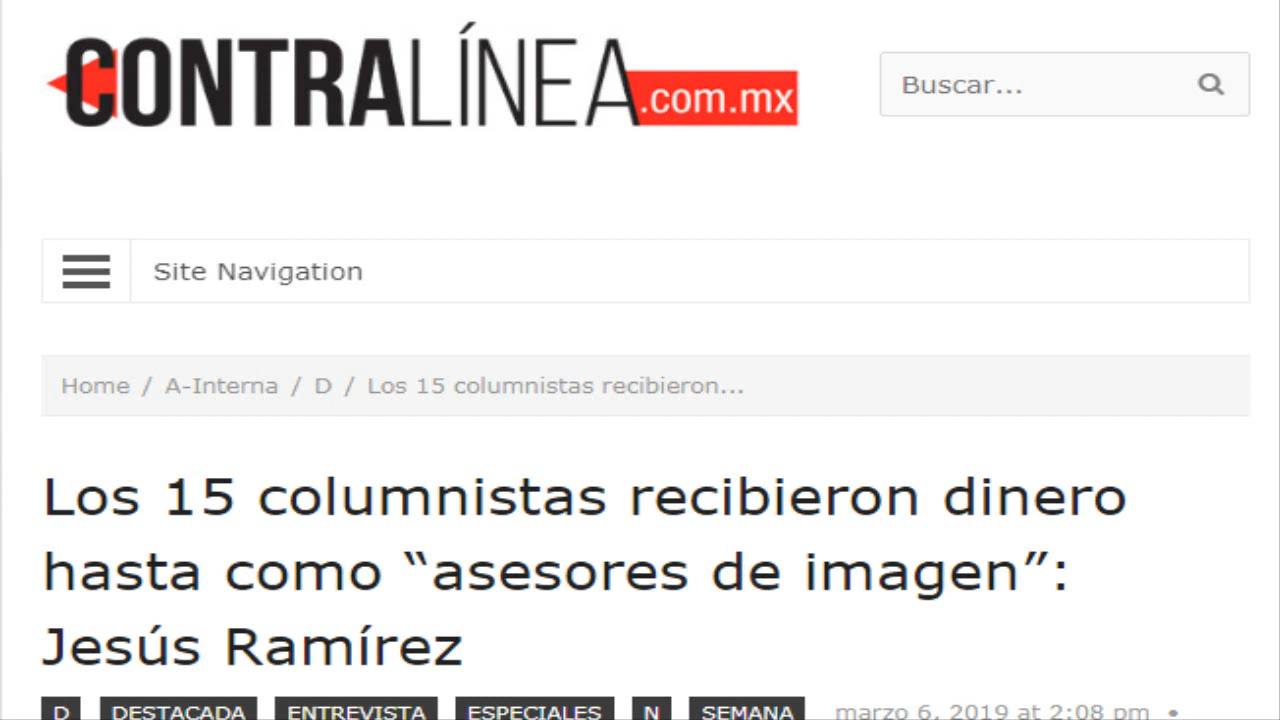 CONTRALÍNEA.com.mx
Buscar...
Site Navigation
Home / A-Interna / D / Los 15 columnistas recibieron...
Los 15 columnistas recibieron dinero
hasta como “asesores de imagen”:
Jesús Ramírez
D DESTACADA ENTREVISTA ESPECIALES N SEMANA marzo 6, 2019 at 2:08 pm •